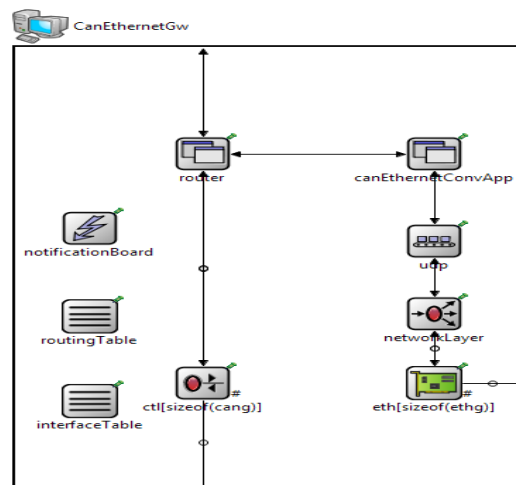 CanEthernetGw
router
canEthernetConvApp
notificationBoard
udp
routingTable
networkLayer
interfaceTable
ctl[sizeof(cang)]
#
eth[sizeof(ethg)]
#